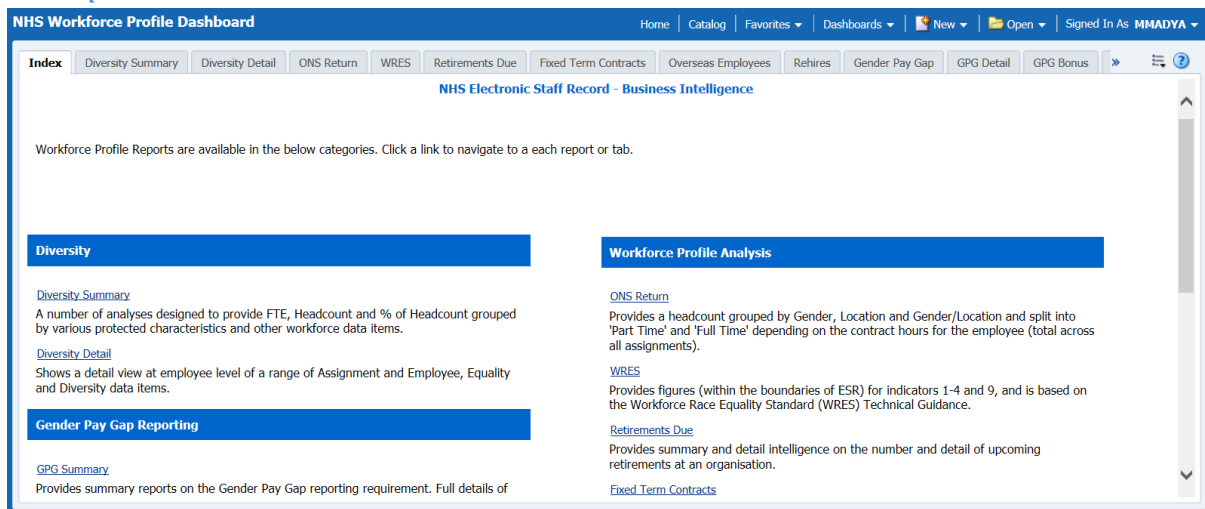 NHS Workforce Profile Dashboard
Home Catalog Favorites Dashboards New Open Signed In As MMADYA
Index Diversity Summary Diversity Detail ONS Return WRES Retirements Due Fixed Term Contracts Overseas Employees Rehires Gender Pay Gap GPG Detail GPG Bonus »
NHS Electronic Staff Record - Business Intelligence
Workforce Profile Reports are available in the below categories. Click a link to navigate to a each report or tab.
Diversity
Diversity Summary
A number of analyses designed to provide FTE, Headcount and % of Headcount grouped
by various protected characteristics and other workforce data items.
Diversity Detail
Shows a detail view at employee level of a range of Assignment and Employee, Equality
and Diversity data items.
Gender Pay Gap Reporting
GPG Summary
Provides summary reports on the Gender Pay Gap reporting requirement. Full details of
Workforce Profile Analysis
ONS Return
Provides a headcount grouped by Gender, Location and Gender/Location and split into
'Part Time' and 'Full Time' depending on the contract hours for the employee (total across
all assignments).
WRES
Provides figures (within the boundaries of ESR) for indicators 1-4 and 9, and is based on
the Workforce Race Equality Standard (WRES) Technical Guidance.
Retirements Due
Provides summary and detail intelligence on the number and detail of upcoming
retirements at an organisation.
Fixed Term Contracts